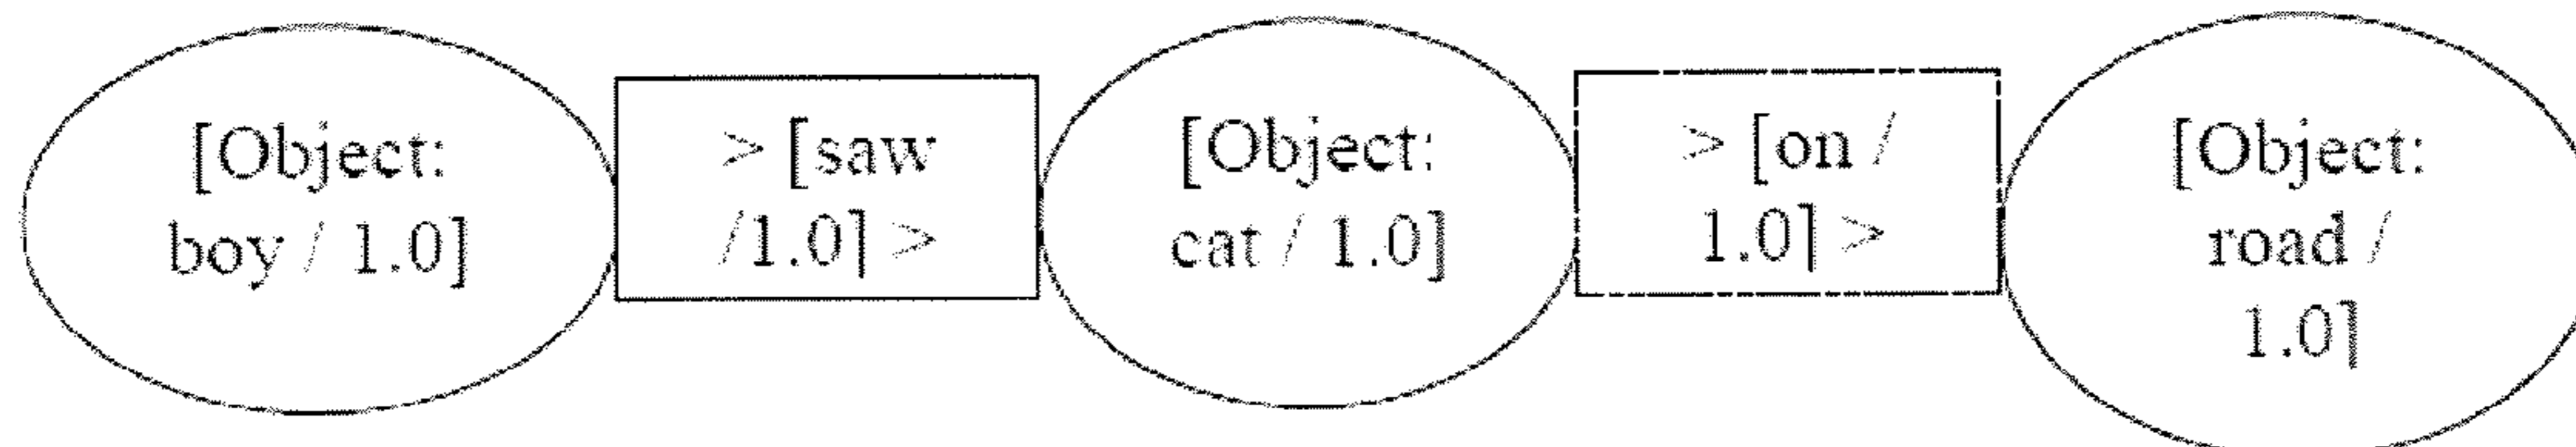 [Object:
boy / 1.0]
> [saw
/1.0] >
[Object:
cat / 1.0]
> [on /
1.0] >
[Object:
road /
1.0]